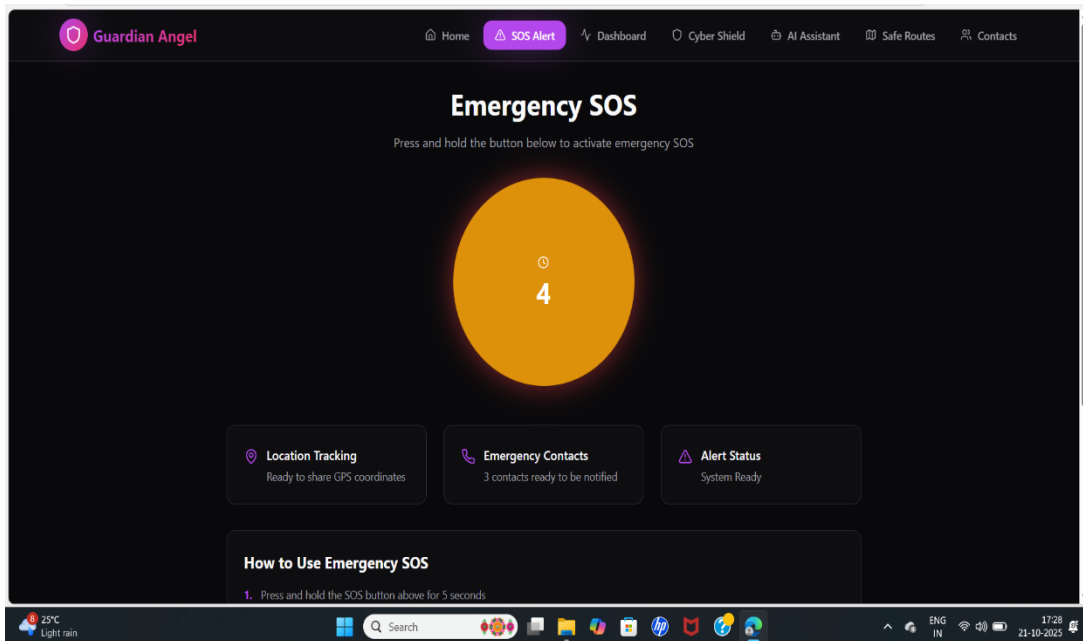 Guardian Angel
Home SOS Alert Dashboard Cyber Shield AI Assistant Safe Routes Contacts
Emergency SOS
Press and hold the button below to activate emergency SOS
4
Location Tracking
Ready to share GPS coordinates
Emergency Contacts
3 contacts ready to be notified
Alert Status
System Ready
How to Use Emergency SOS
1. Press and hold the SOS button above for 5 seconds
8
25°C
Light rain
Search
hp
ENG
IN
17:28
21-10-2025